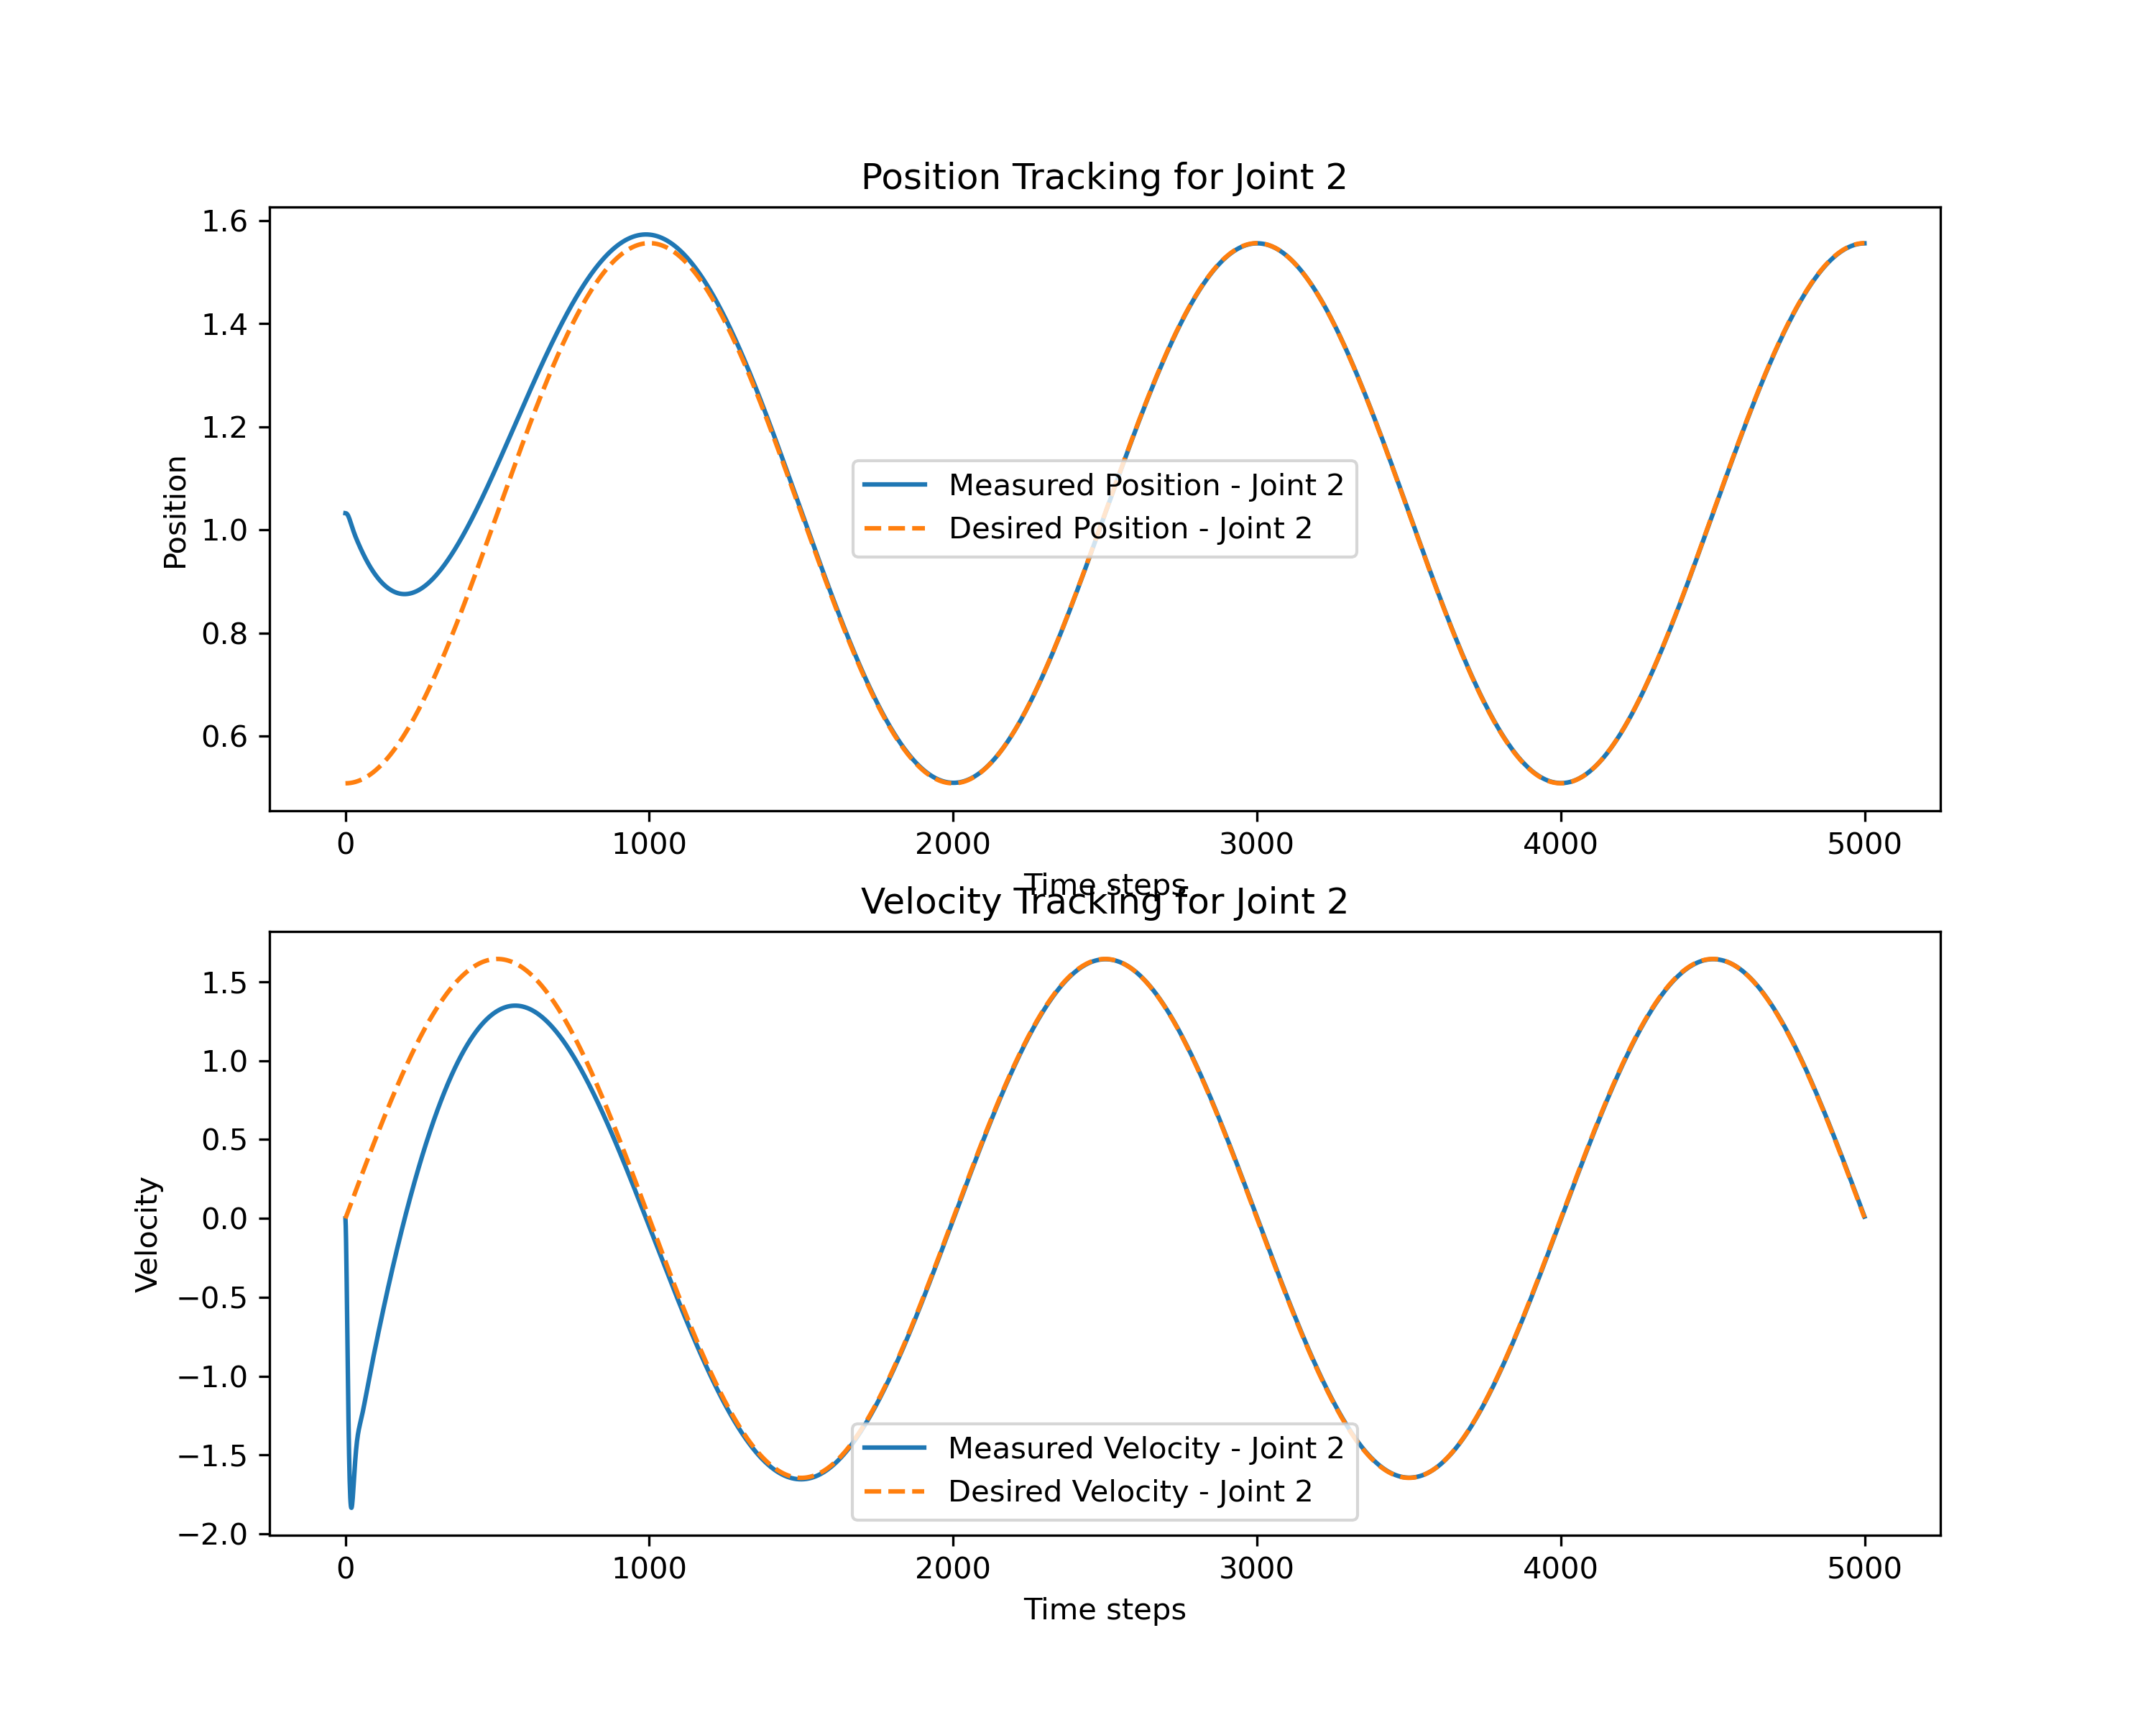 Position Tracking for Joint 2
1.6
1.4
1.2
1.0
0.8
0.6
Position
Measured Position - Joint 2
Desired Position - Joint 2
0 1000 2000 3000 4000 5000
Time steps
Velocity Tracking for Joint 2
1.5
1.0
0.5
0.0
−0.5
−1.0
−1.5
−2.0
Velocity
Measured Velocity - Joint 2
Desired Velocity - Joint 2
0 1000 2000 3000 4000 5000
Time steps